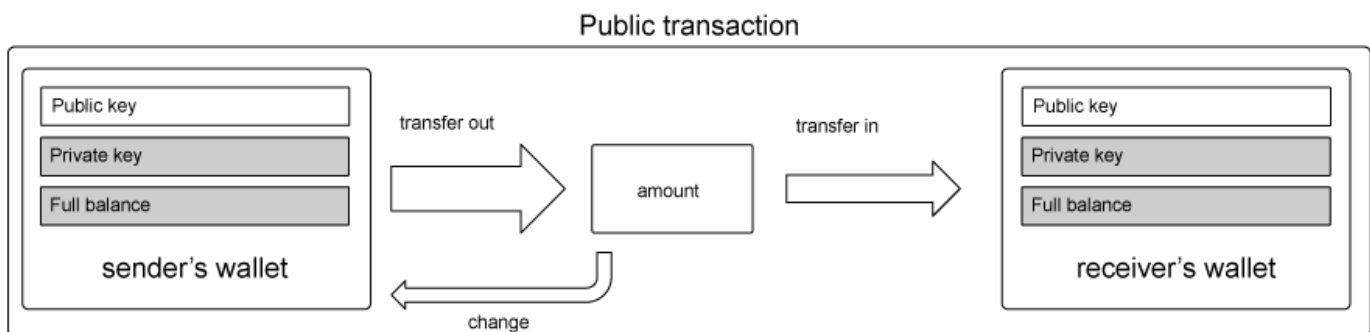 Public transaction
Public key
Private key
Full balance
sender's wallet
transfer out
amount
change
transfer in
Public key
Private key
Full balance
receiver's wallet